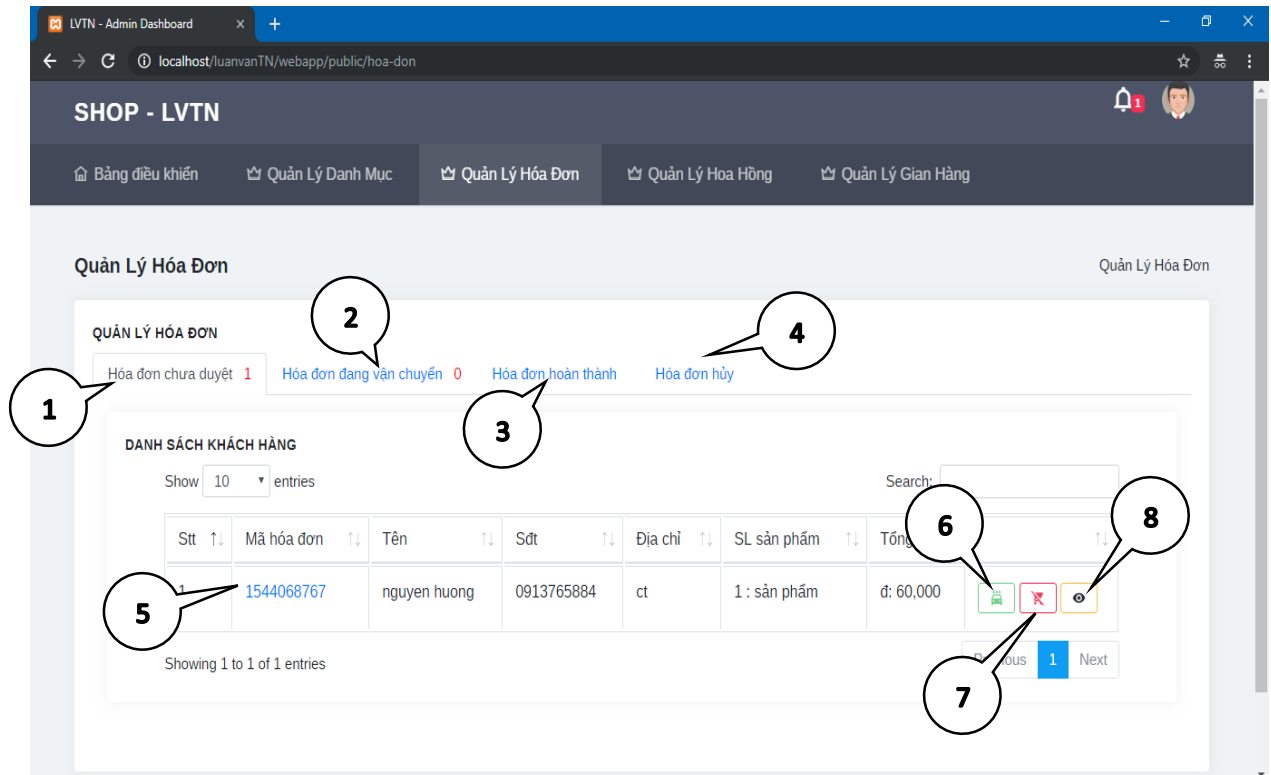 LVTN - Admin Dashboard
localhost/luanvanTN/webapp/public/hoa-don
SHOP - LVTN
1
Bảng điều khiển Quản Lý Danh Mục Quản Lý Hóa Đơn Quản Lý Hoa Hồng Quản Lý Gian Hàng
Quản Lý Hóa Đơn Quản Lý Hóa Đơn
2
4
QUẢN LÝ HÓA ĐƠN
Hóa đơn chưa duyệt 1 Hóa đơn đang vận chuyển 0 Hóa đơn hoàn thành Hóa đơn hủy
1
3
DANH SÁCH KHÁCH HÀNG
Show 10 entries Search:
6
8
Stt Mã hóa đơn Tên Sđt Địa chỉ SL sản phẩm
1 1544068767 nguyen huong 0913765884 ct 1 : sản phẩm đ: 60,000
5
Showing 1 to 1 of 1 entries 1 Next
7